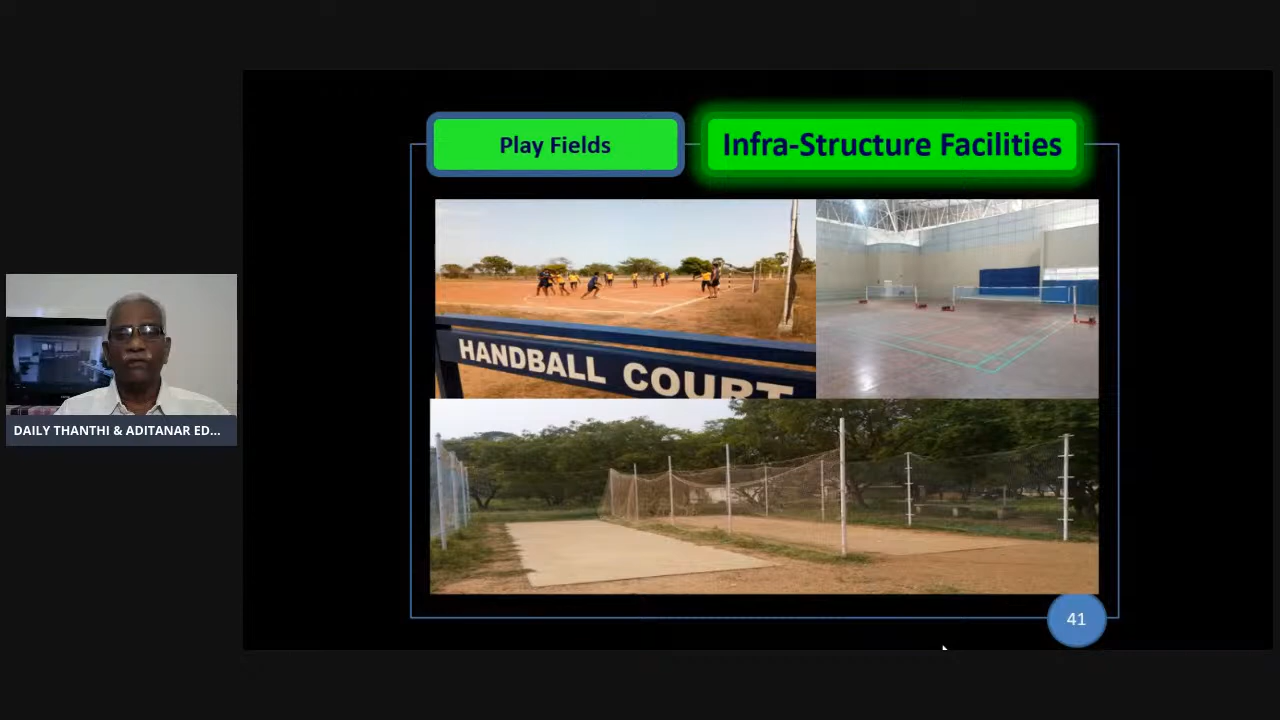 Play Fields
Infra-Structure Facilities
HANDBALL COURT
DAILY THANTHI & ADITANAR ED...
41